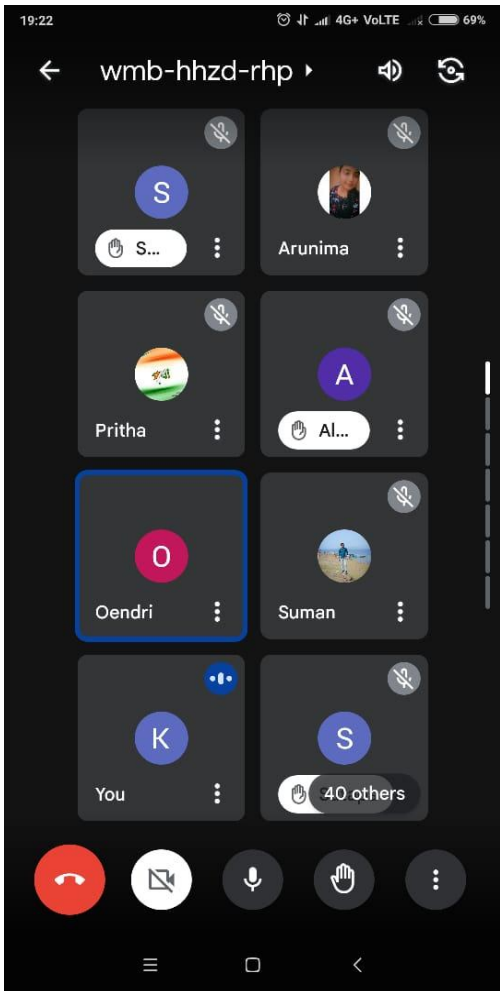 19:22 4G+ VoLTE 69%
wmb-hhzd-rhp
S
S...
Arunima
Pritha
A
Al...
O
Oendri
Suman
K
You
S
40 others